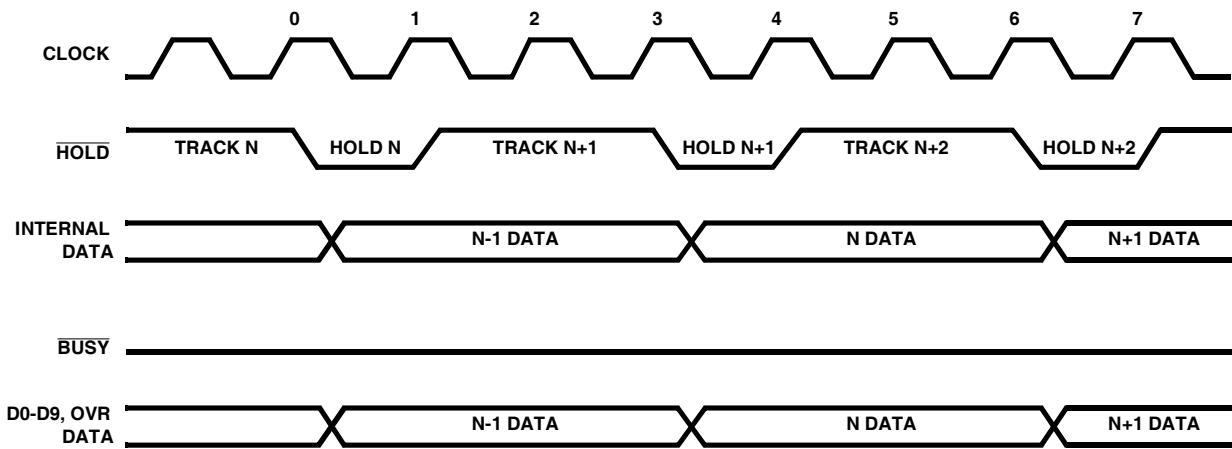 0 1 2 3 4 5 6 7
CLOCK
HOLD TRACK N HOLD N TRACK N+1 HOLD N+1 TRACK N+2 HOLD N+2
INTERNAL
DATA
N-1 DATA N DATA N+1 DATA
BUSY
D0-D9, OVR
DATA
N-1 DATA N DATA N+1 DATA